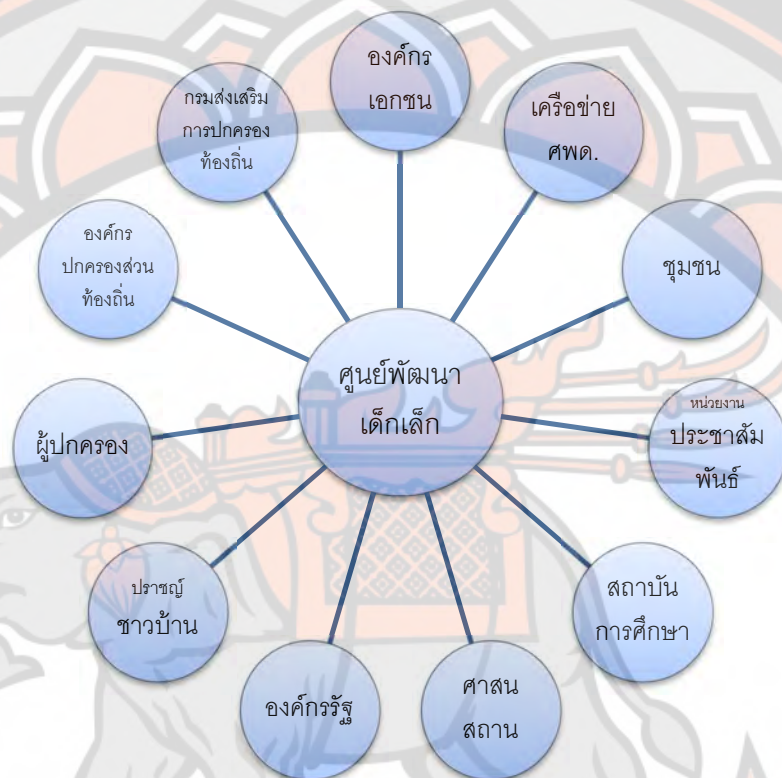 องค์กร
เอกชน
เครือข่าย
ศพด.
ชุมชน
หน่วยงาน
ประชาสัม
พันธ์
สถาบัน
การศึกษา
ศาสน
สถาน
องค์กรรัฐ
ปราชญ์
ชาวบ้าน
ผู้ปกครอง
องค์กร
ปกครองส่วน
ท้องถิ่น
กรมส่งเสริม
การปกครอง
ท้องถิ่น
ศูนย์พัฒนา
เด็กเล็ก